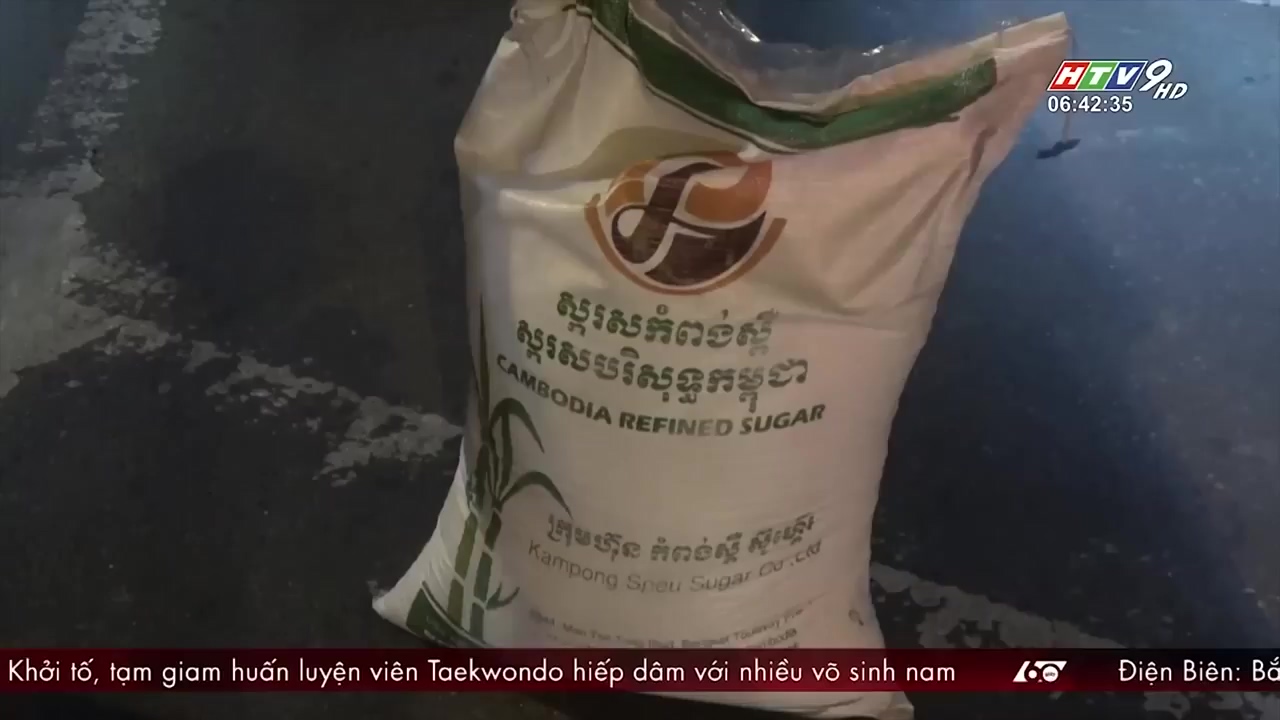 HTV9 HD
06:42:35
ស្ករសកំពង់ស្ពឺ
ស្ករសបរិសុទ្ធកម្ពុជា
CAMBODIA REFINED SUGAR
ក្រុមហ៊ុន កំពង់ស្ពឺ ស៊ូហ្គើរ
Kampong Speu Sugar Co.,Ltd
Khởi tố, tạm giam huấn luyện viên Taekwondo hiếp dâm với nhiều võ sinh nam
60 giây
Điện Biên: Bắ